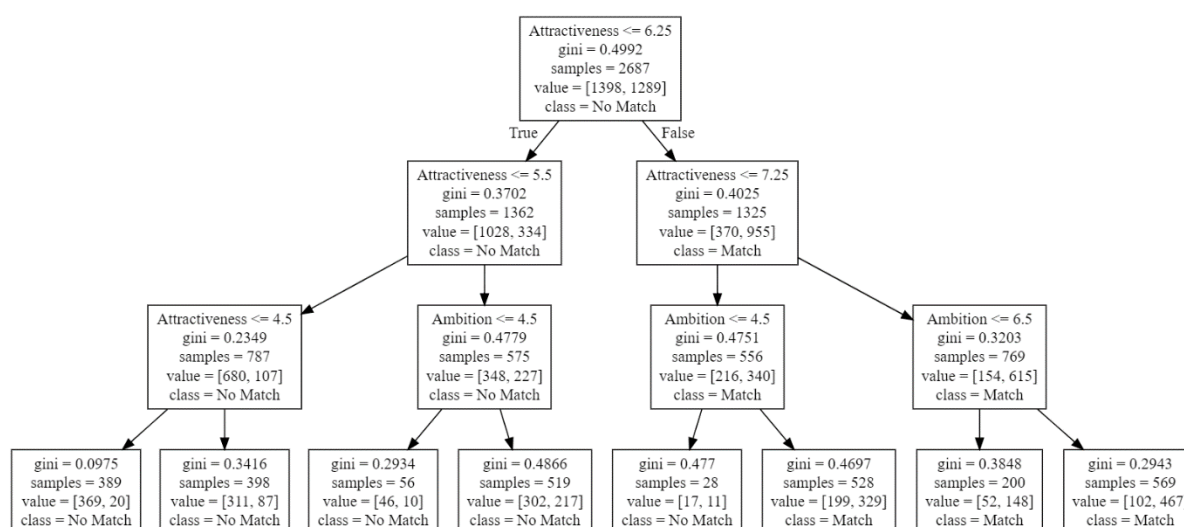 Attractiveness <= 6.25
gini = 0.4992
samples = 2687
value = [1398, 1289]
class = No Match
True
False
Attractiveness <= 5.5
gini = 0.3702
samples = 1362
value = [1028, 334]
class = No Match
Attractiveness <= 7.25
gini = 0.4025
samples = 1325
value = [370, 955]
class = Match
Attractiveness <= 4.5
gini = 0.2349
samples = 787
value = [680, 107]
class = No Match
Ambition <= 4.5
gini = 0.4779
samples = 575
value = [348, 227]
class = No Match
Ambition <= 4.5
gini = 0.4751
samples = 556
value = [216, 340]
class = Match
Ambition <= 6.5
gini = 0.3203
samples = 769
value = [154, 615]
class = Match
gini = 0.0975
samples = 389
value = [369, 20]
class = No Match
gini = 0.3416
samples = 398
value = [311, 87]
class = No Match
gini = 0.2934
samples = 56
value = [46, 10]
class = No Match
gini = 0.4866
samples = 519
value = [302, 217]
class = No Match
gini = 0.477
samples = 28
value = [17, 11]
class = No Match
gini = 0.4697
samples = 528
value = [199, 329]
class = Match
gini = 0.3848
samples = 200
value = [52, 148]
class = Match
gini = 0.2943
samples = 569
value = [102, 467]
class = Match